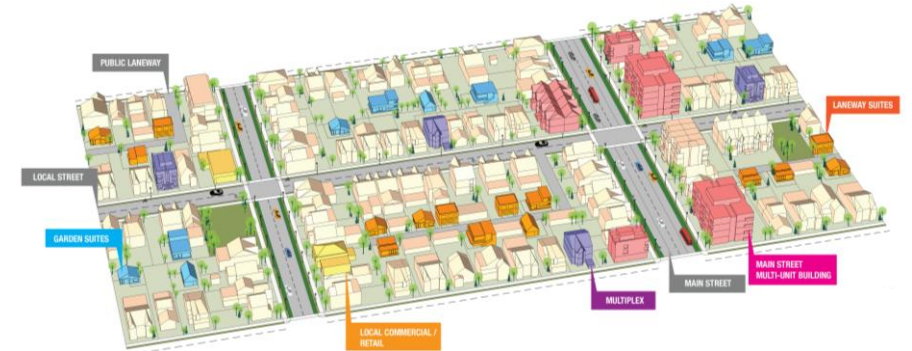 PUBLIC LANEWAY
LANEWAY SUITES
LOCAL STREET
GARDEN SUITES
MAIN STREET
MULTI-UNIT BUILDING
MAIN STREET
MULTIPLEX
LOCAL COMMERCIAL /
RETAIL